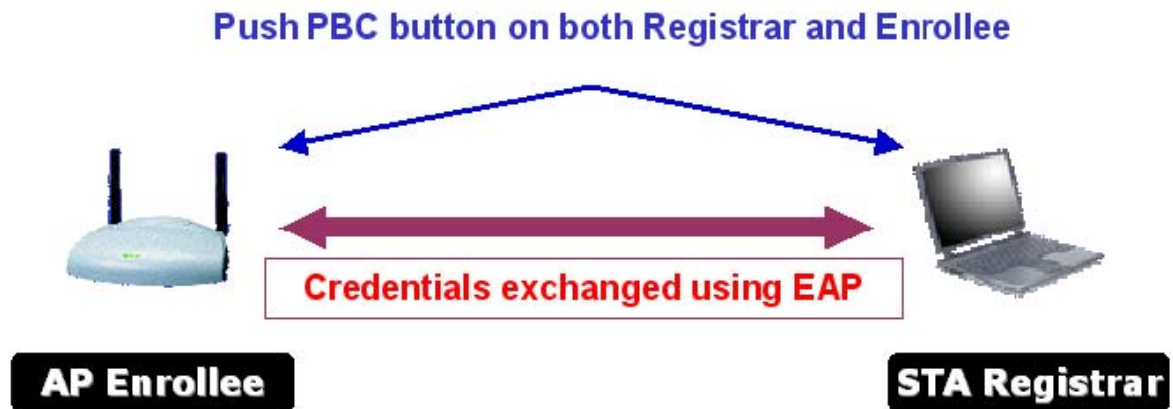 Push PBC button on both Registrar and Enrollee
Credentials exchanged using EAP
AP Enrollee
STA Registrar